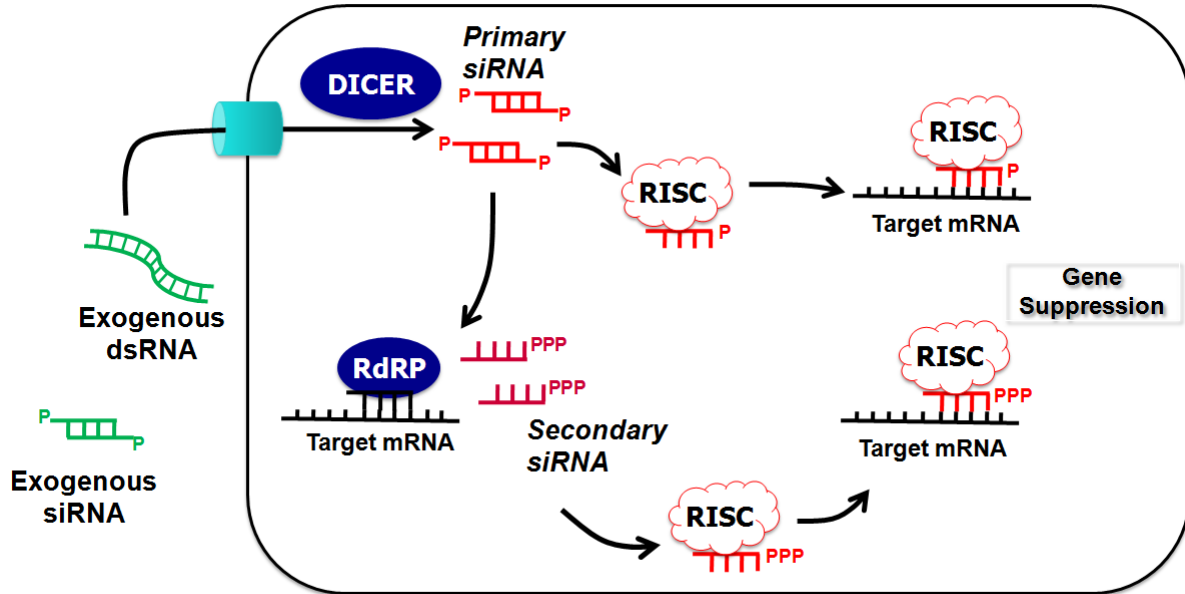 Primary
siRNA
DICER
P
P
P
P
RISC
P
RISC
P
Target mRNA
Exogenous
dsRNA
Gene
Suppression
RdRP
PPP
PPP
Target mRNA
Secondary
siRNA
RISC
PPP
Target mRNA
P
P
Exogenous
siRNA
RISC
PPP